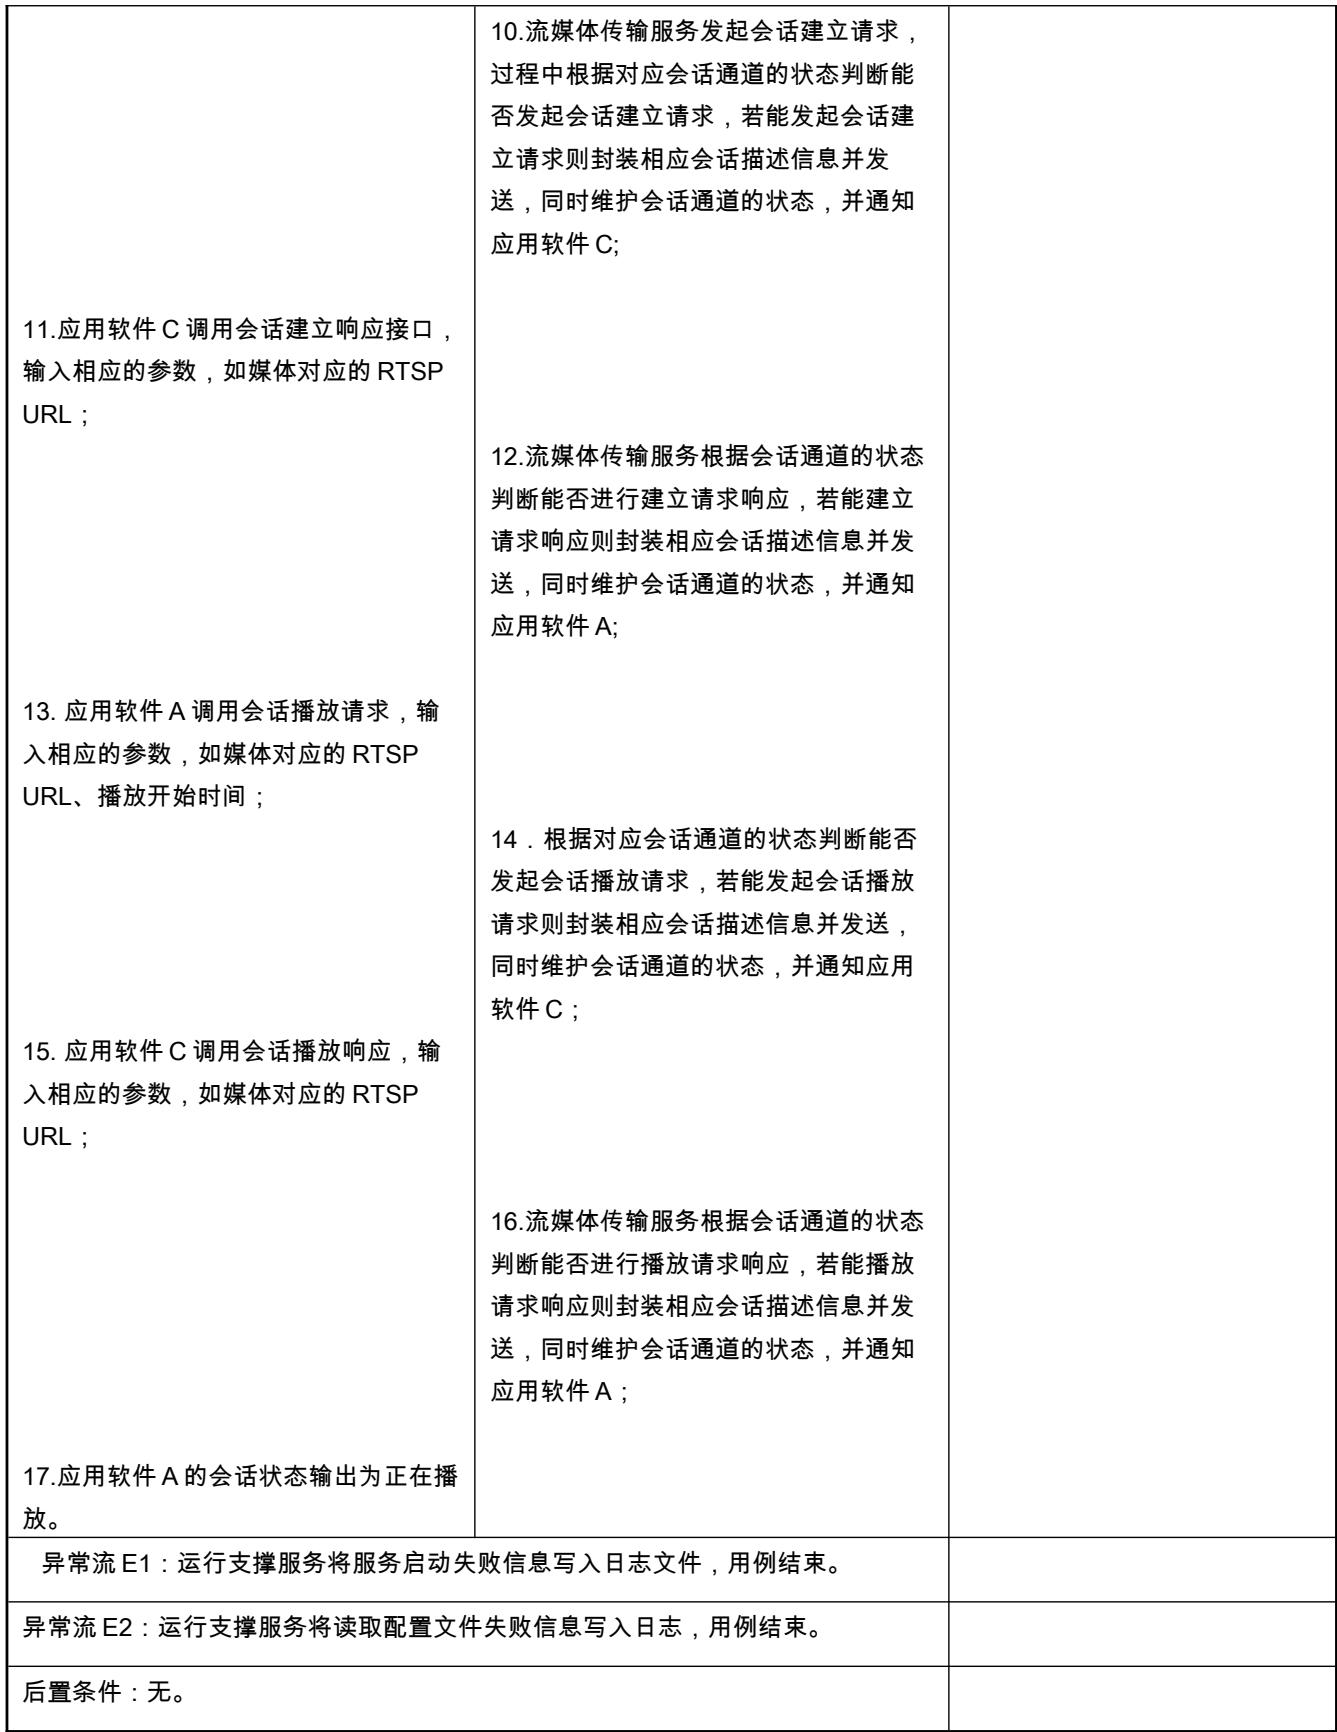 10.流媒体传输服务发起会话建立请求，
过程中根据对应会话通道的状态判断能
否发起会话建立请求，若能发起会话建
立请求则封装相应会话描述信息并发
送，同时维护会话通道的状态，并通知
应用软件 C;
11.应用软件 C 调用会话建立响应接口，
输入相应的参数，如媒体对应的 RTSP
URL；
12.流媒体传输服务根据会话通道的状态
判断能否进行建立请求响应，若能建立
请求响应则封装相应会话描述信息并发
送，同时维护会话通道的状态，并通知
应用软件 A;
13. 应用软件 A 调用会话播放请求，输
入相应的参数，如媒体对应的 RTSP
URL、播放开始时间；
14．根据对应会话通道的状态判断能否
发起会话播放请求，若能发起会话播放
请求则封装相应会话描述信息并发送，
同时维护会话通道的状态，并通知应用
软件 C；
15. 应用软件 C 调用会话播放响应，输
入相应的参数，如媒体对应的 RTSP
URL；
16.流媒体传输服务根据会话通道的状态
判断能否进行播放请求响应，若能播放
请求响应则封装相应会话描述信息并发
送，同时维护会话通道的状态，并通知
应用软件 A；
17.应用软件 A 的会话状态输出为正在播
放。
异常流 E1：运行支撑服务将服务启动失败信息写入日志文件，用例结束。
异常流 E2：运行支撑服务将读取配置文件失败信息写入日志，用例结束。
后置条件：无。